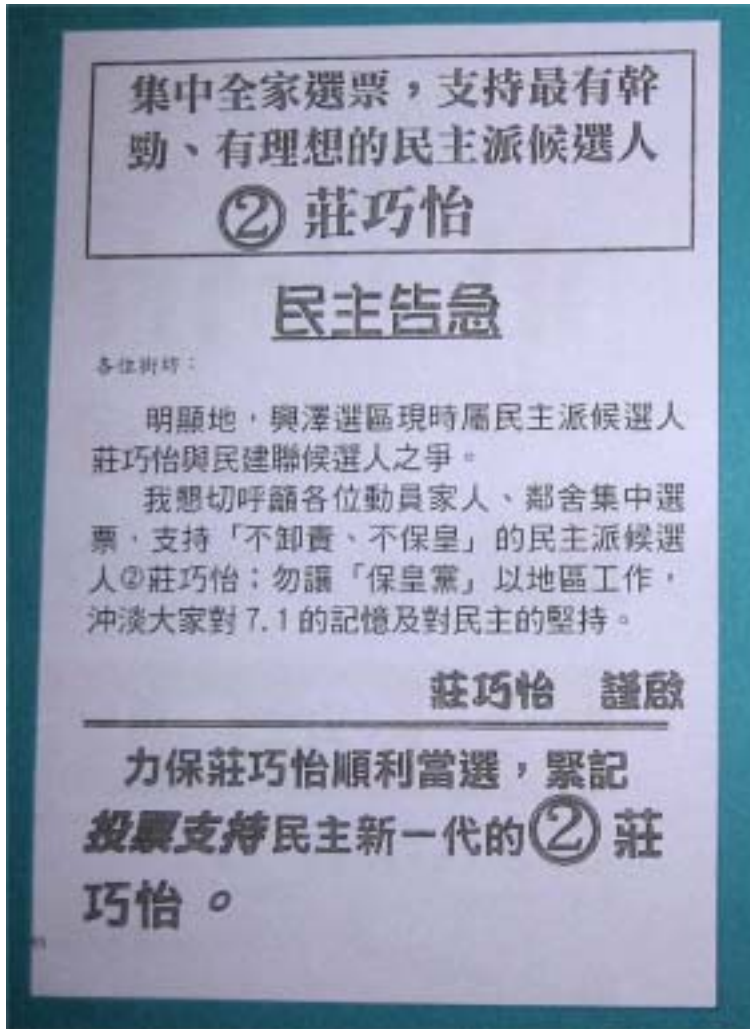 集中全家選票，支持最有幹
勁、有理想的民主派候選人
② 莊巧怡
民主告急
各位街坊：
明顯地，興澤選區現時屬民主派候選人
莊巧怡與民建聯候選人之爭。
我懇切呼籲各位動員家人、鄰舍集中選
票，支持「不卸責、不保皇」的民主派候選
人②莊巧怡；勿讓「保皇黨」以地區工作，
沖淡大家對 7.1 的記憶及對民主的堅持。
莊巧怡　謹啟
力保莊巧怡順利當選，緊記
投票支持民主新一代的②莊
巧怡。